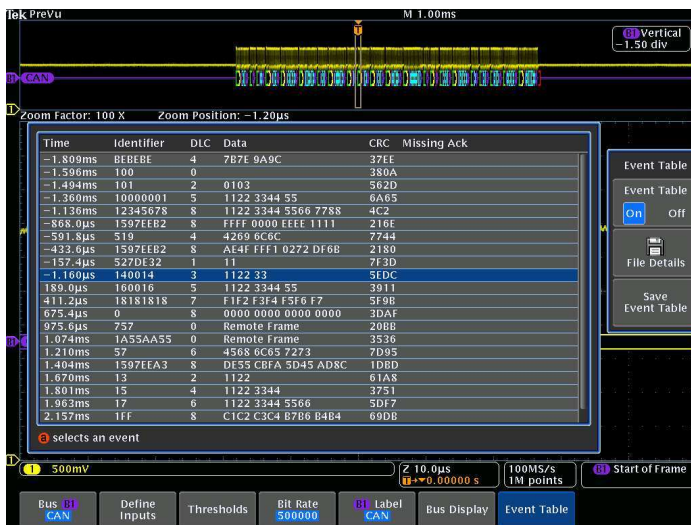 Tek PreVu M 1.00ms
B1 Vertical
−1.50 div
B1 CAN
Zoom Factor: 100 X Zoom Position: −1.20µs
Time Identifier DLC Data CRC Missing Ack
−1.809ms BEBEBE 4 7B7E 9A9C 37EE
−1.596ms 100 0 380A
−1.494ms 101 2 0103 562D
−1.360ms 10000001 5 1122 3344 55 6A65
−1.136ms 12345678 8 1122 3344 5566 7788 4C2
−868.0µs 1597EEB2 8 FFFF 0000 EEEE 1111 216E
−591.8µs 519 4 4269 6C6C 7744
−433.6µs 1597EEB2 8 AE4F FFF1 0272 DF6B 2180
−157.4µs 527DE32 1 11 7F3D
−1.160µs 140014 3 1122 33 5EDC
189.0µs 160016 5 1122 3344 55 3911
411.2µs 18181818 7 F1F2 F3F4 F5F6 F7 5F9B
675.4µs 0 8 0000 0000 0000 0000 3DAF
975.6µs 757 0 Remote Frame 20BB
1.074ms 1A55AA55 0 Remote Frame 3536
1.210ms 57 6 4568 6C65 7273 7D95
1.404ms 1597EEA3 8 DE55 CBFA 5D45 AD8C 1DBD
1.670ms 13 2 1122 61A8
1.801ms 15 4 1122 3344 3751
1.963ms 17 6 1122 3344 5566 5DF7
2.157ms 1FF 8 C1C2 C3C4 B7B6 B4B4 69DB
a selects an event
Event Table
Event Table
On Off
File Details
Save
Event Table
1 500mV
Z 10.0µs
T→▼0.00000 s
100MS/s
1M points
B1 Start of Frame
Bus B1
CAN
Define
Inputs
Thresholds
Bit Rate
500000
B1 Label
CAN
Bus Display
Event Table